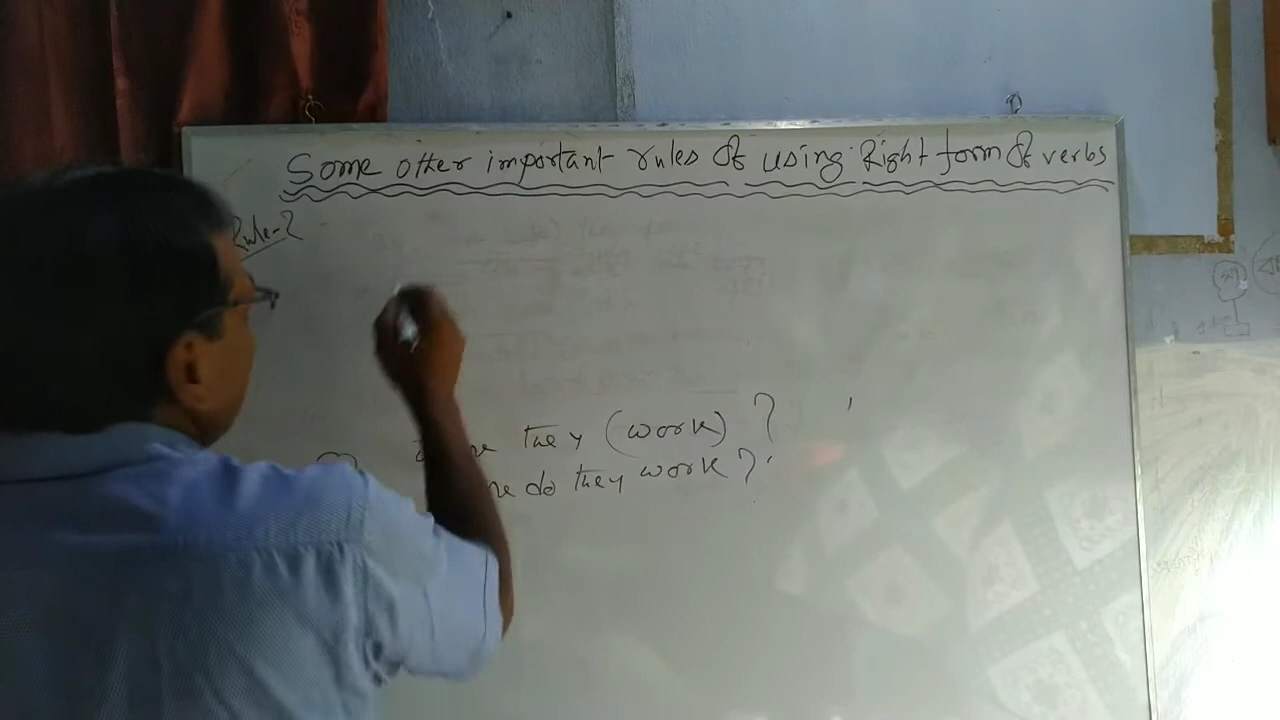 Some other important rules of using Right form of verbs
Rule-2
they (work) ?
do they work ?